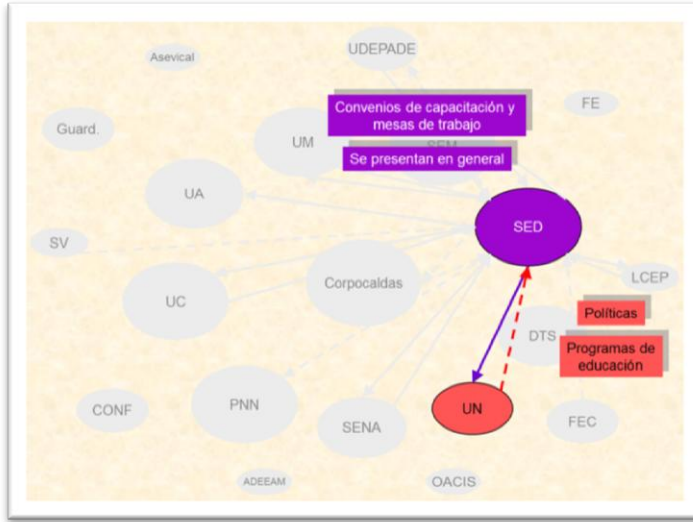 UDEPADE
Asevical
FE
Convenios de capacitación y
mesas de trabajo
Guard.
UM
Se presentan en general
UA
SED
SV
Corpocaldas
LCEP
UC
Políticas
DTS
Programas de
educación
PNN
CONF
UN
SENA
FEC
ADEEAM
OACIS